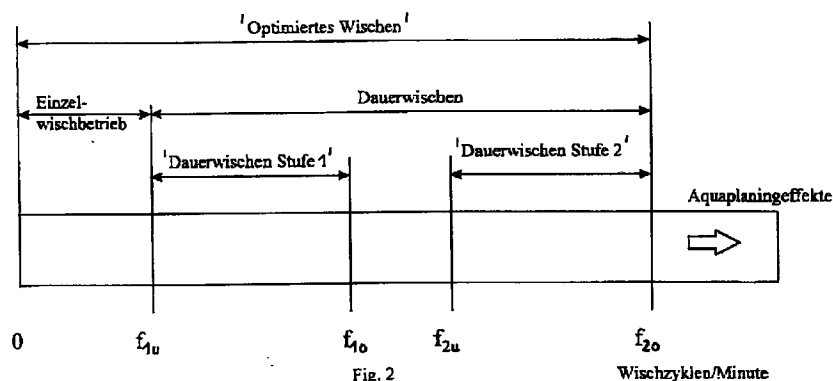 'Optimiertes Wischen'
Einzel-
wischbetrieb
Dauerwischen
'Dauerwischen Stufe 1'
'Dauerwischen Stufe 2'
Aquaplaningeffekte
0
f1u
f1o
f2u
f2o
Fig. 2
Wischzyklen/Minute